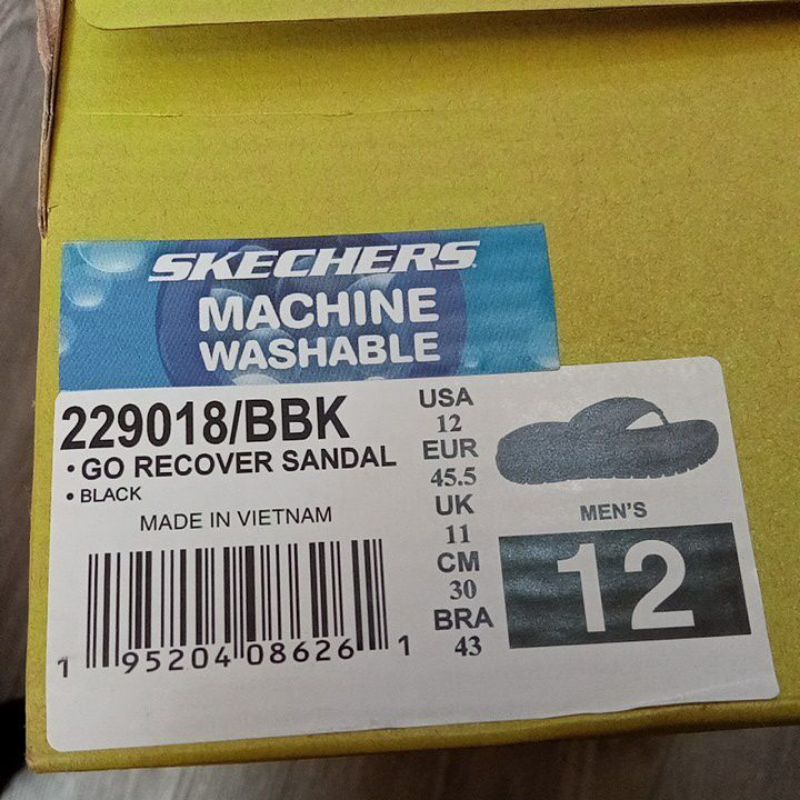 SKECHERS
MACHINE
WASHABLE
229018/BBK
• GO RECOVER SANDAL
• BLACK
MADE IN VIETNAM
1 95204 08626 1
USA
12
EUR
45.5
UK
11
CM
30
BRA
43
MEN'S
12